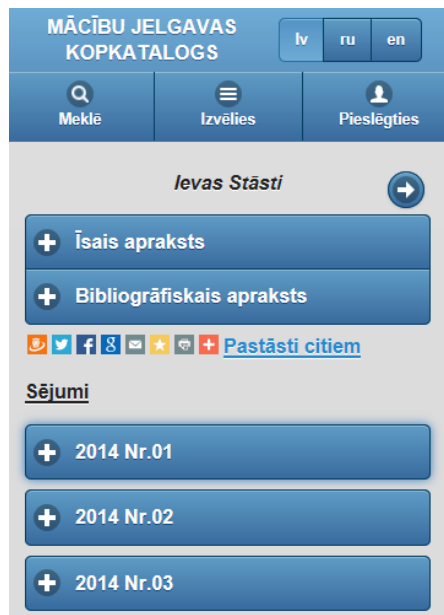 MĀCĪBU JELGAVAS
KOPKATALOGS
lv ru en
Meklē Izvēlies Pieslēgties
Ievas Stāsti
Īsais apraksts
Bibliogrāfiskais apraksts
Pastāsti citiem
Sējumi
2014 Nr.01
2014 Nr.02
2014 Nr.03